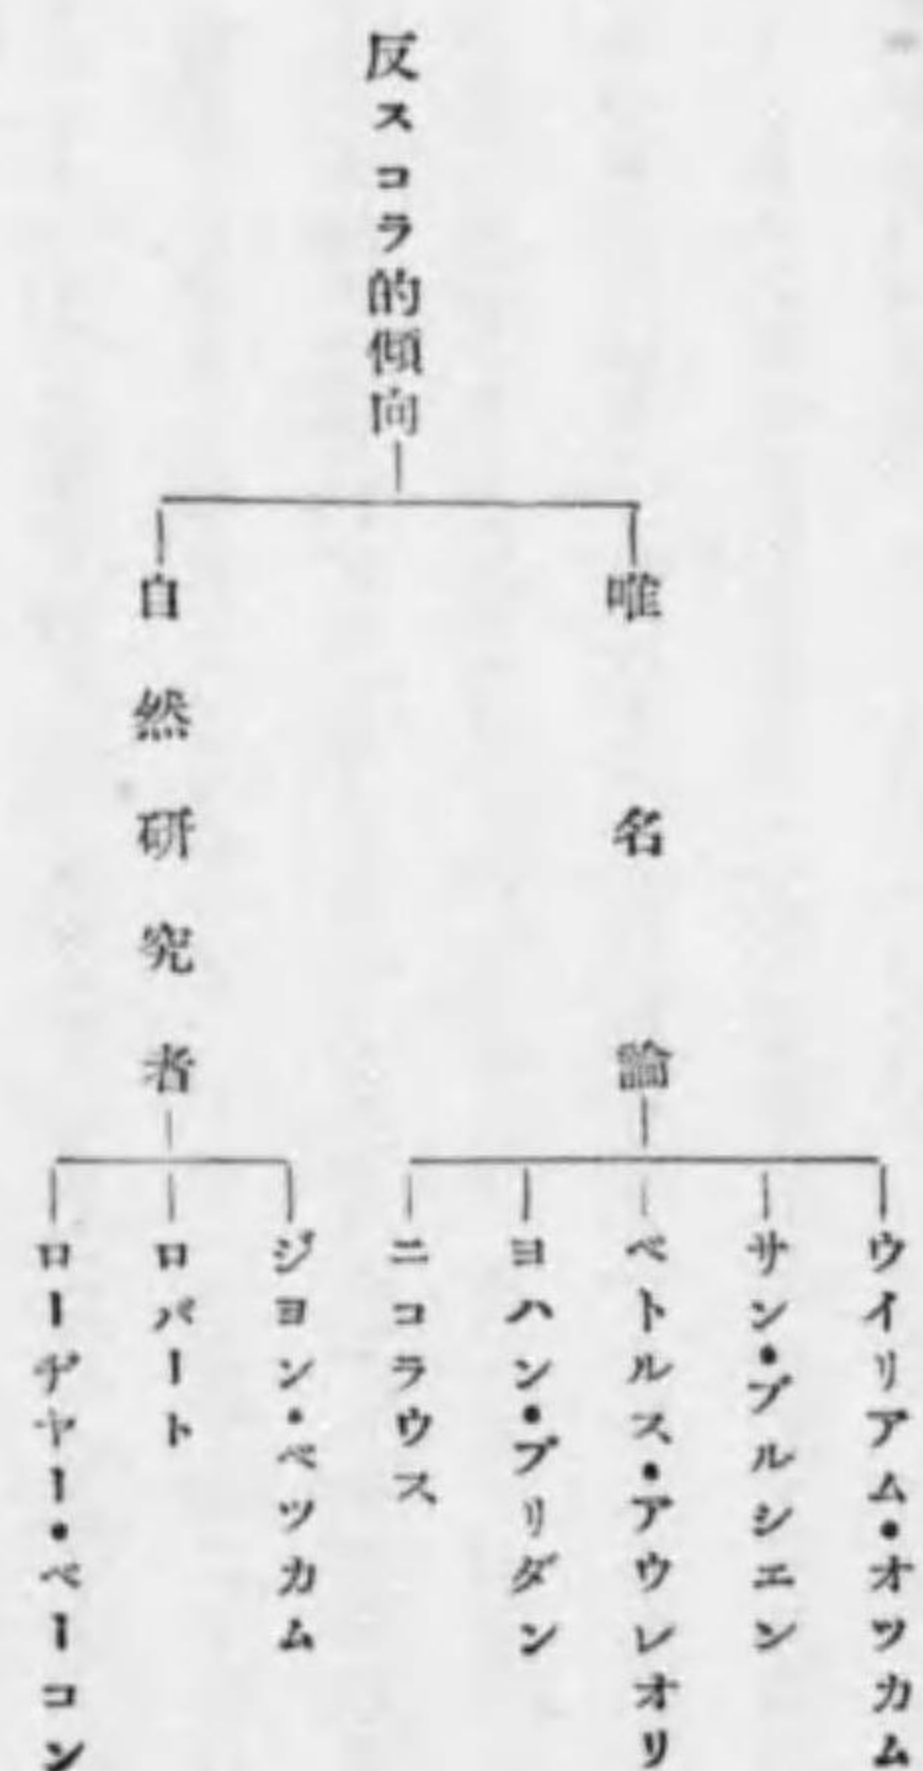 反スコラ的傾向
唯名論
ウイリアム・オツカム
サン・ブルシエン
ペトルス・アウレオリ
ヨハン・ブリダン
ニコラウス
自然研究者
ジヨン・ペツカム
ロバート
ローヂヤー・ベーコン